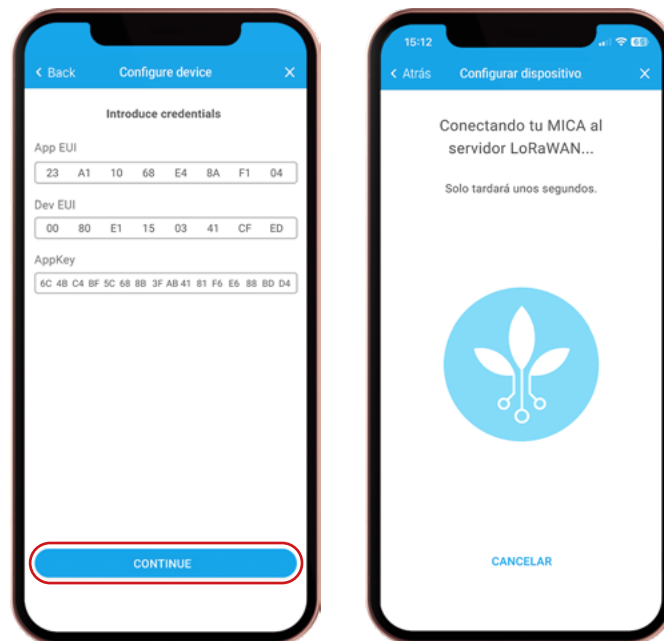 < Back Configure device X
Introduce credentials
App EUI
23 A1 10 68 E4 8A F1 04
Dev EUI
00 80 E1 15 03 41 CF ED
AppKey
6C 4B C4 BF 5C 68 8B 3F AB 41 81 F6 E6 88 BD D4
CONTINUE
15:12 69
< Atrás Configurar dispositivo X
Conectando tu MICA al
servidor LoRaWAN...
Solo tardará unos segundos.
CANCELAR